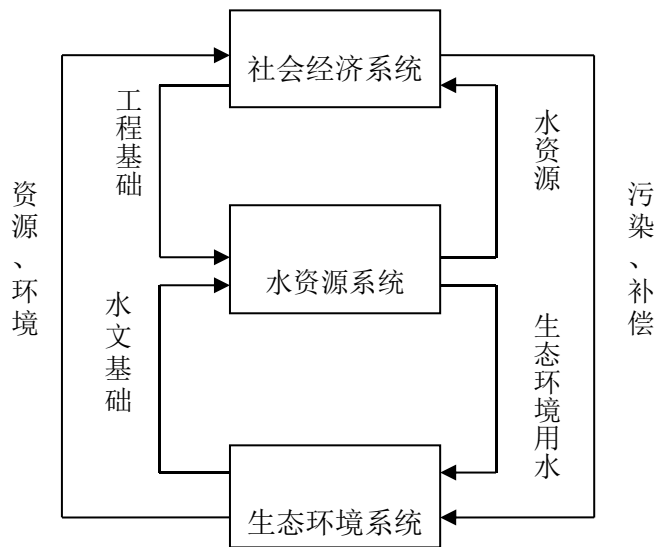 社会经济系统
工程基础
水资源
资源、环境
污染、补偿
水资源系统
水文基础
生态环境用水
生态环境系统